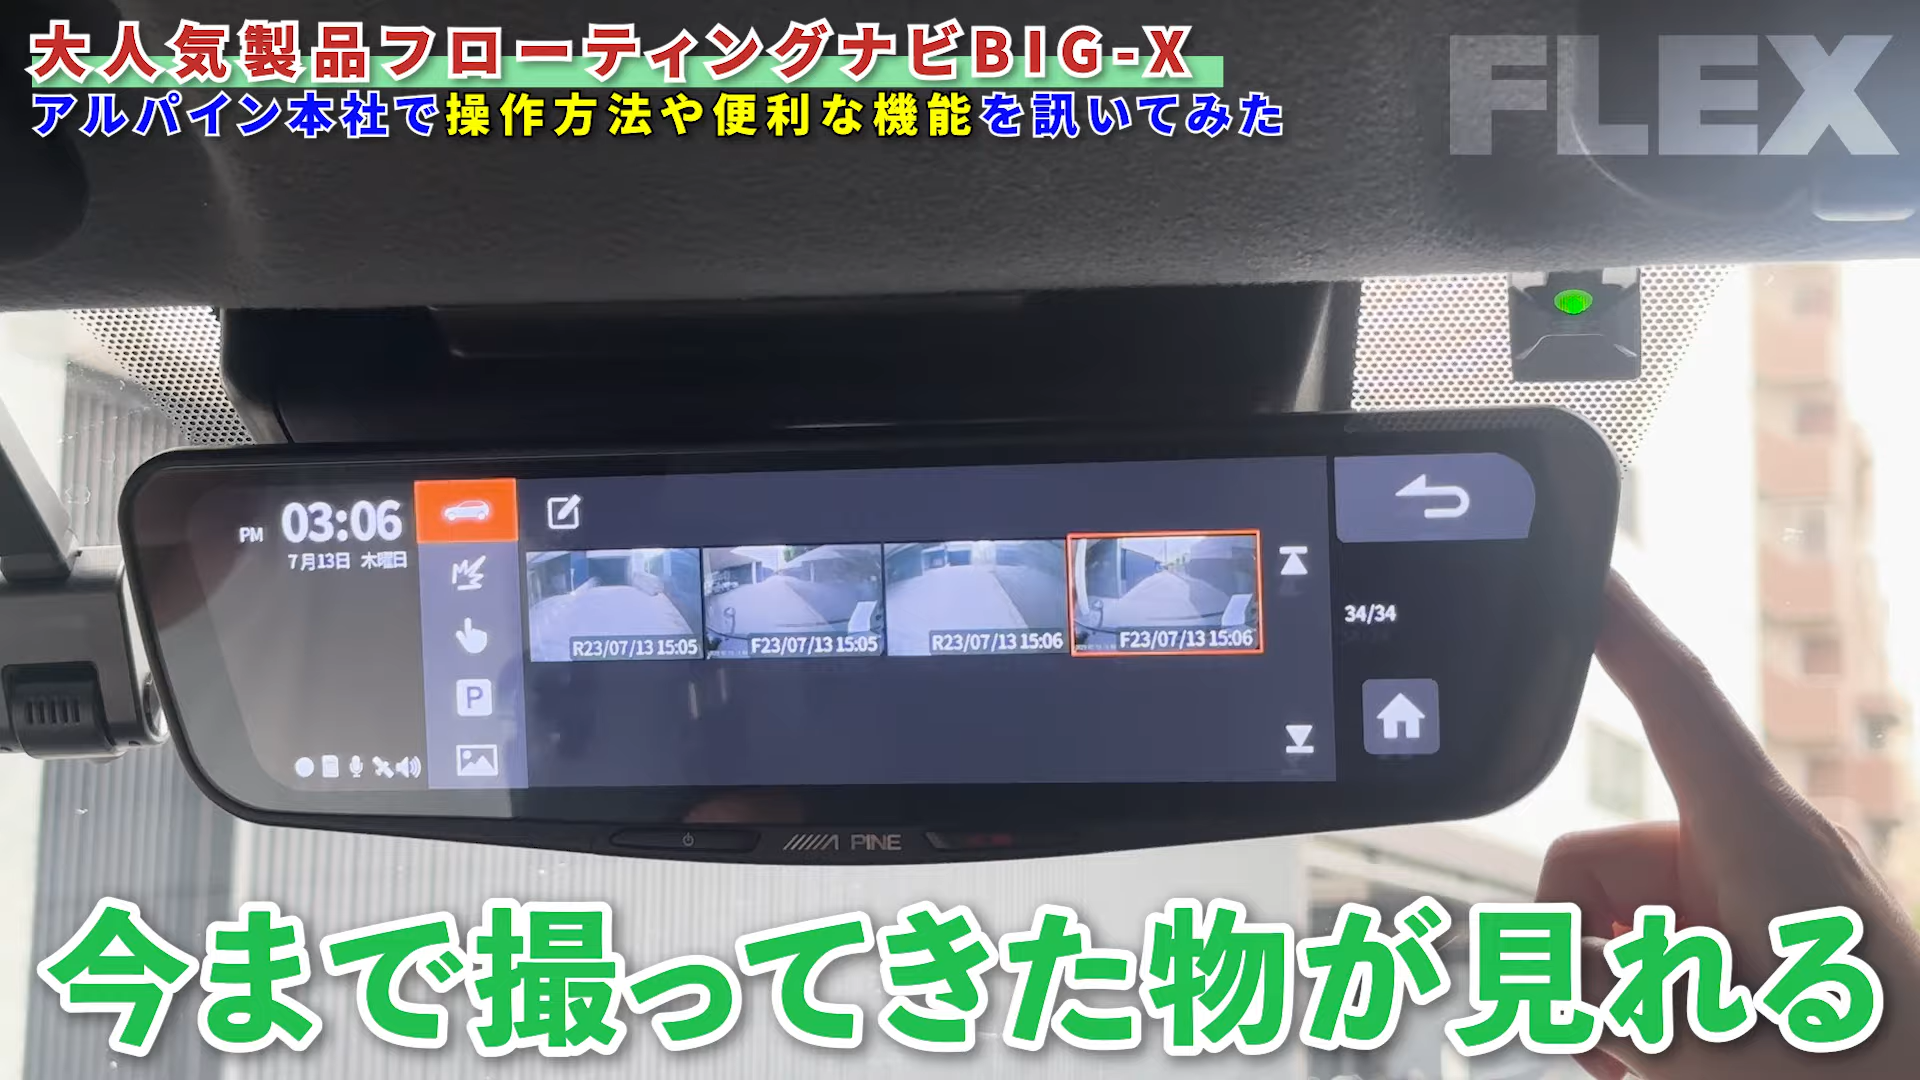 大人気製品フローティングナビBIG-X
アルパイン本社で操作方法や便利な機能を訊いてみた
FLEX
PM 03:06
7月13日 木曜日
P
R23/07/13 15:05
F23/07/13 15:05
R23/07/13 15:06
F23/07/13 15:06
34/34
ALPINE
今まで撮ってきた物が見れる